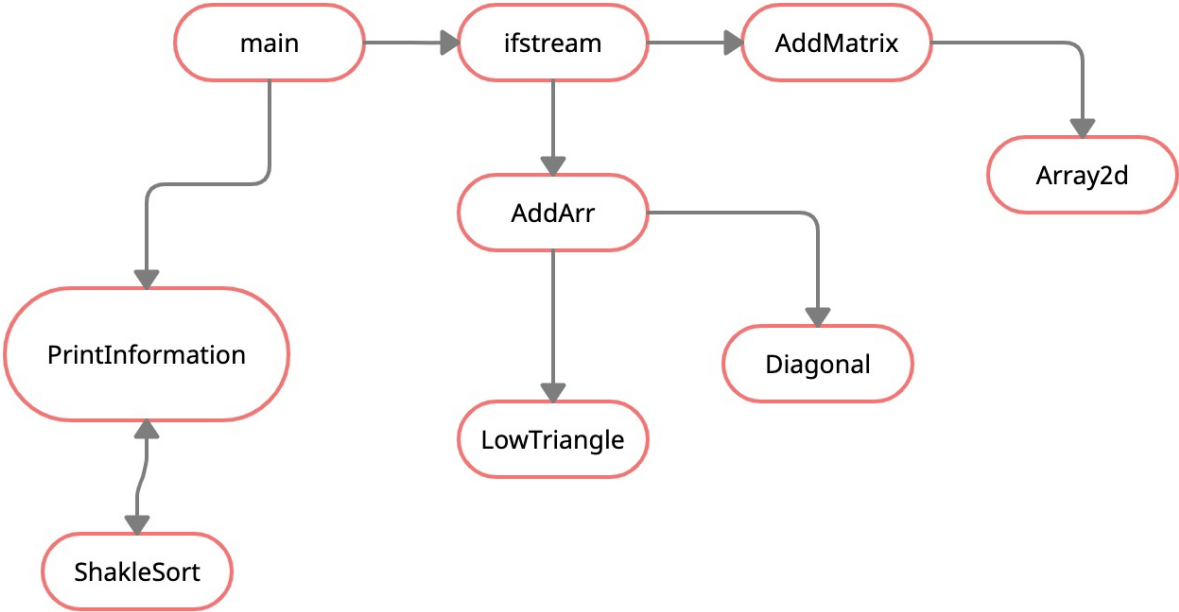 main
ifstream
AddMatrix
Array2d
AddArr
PrintInformation
Diagonal
LowTriangle
ShakleSort